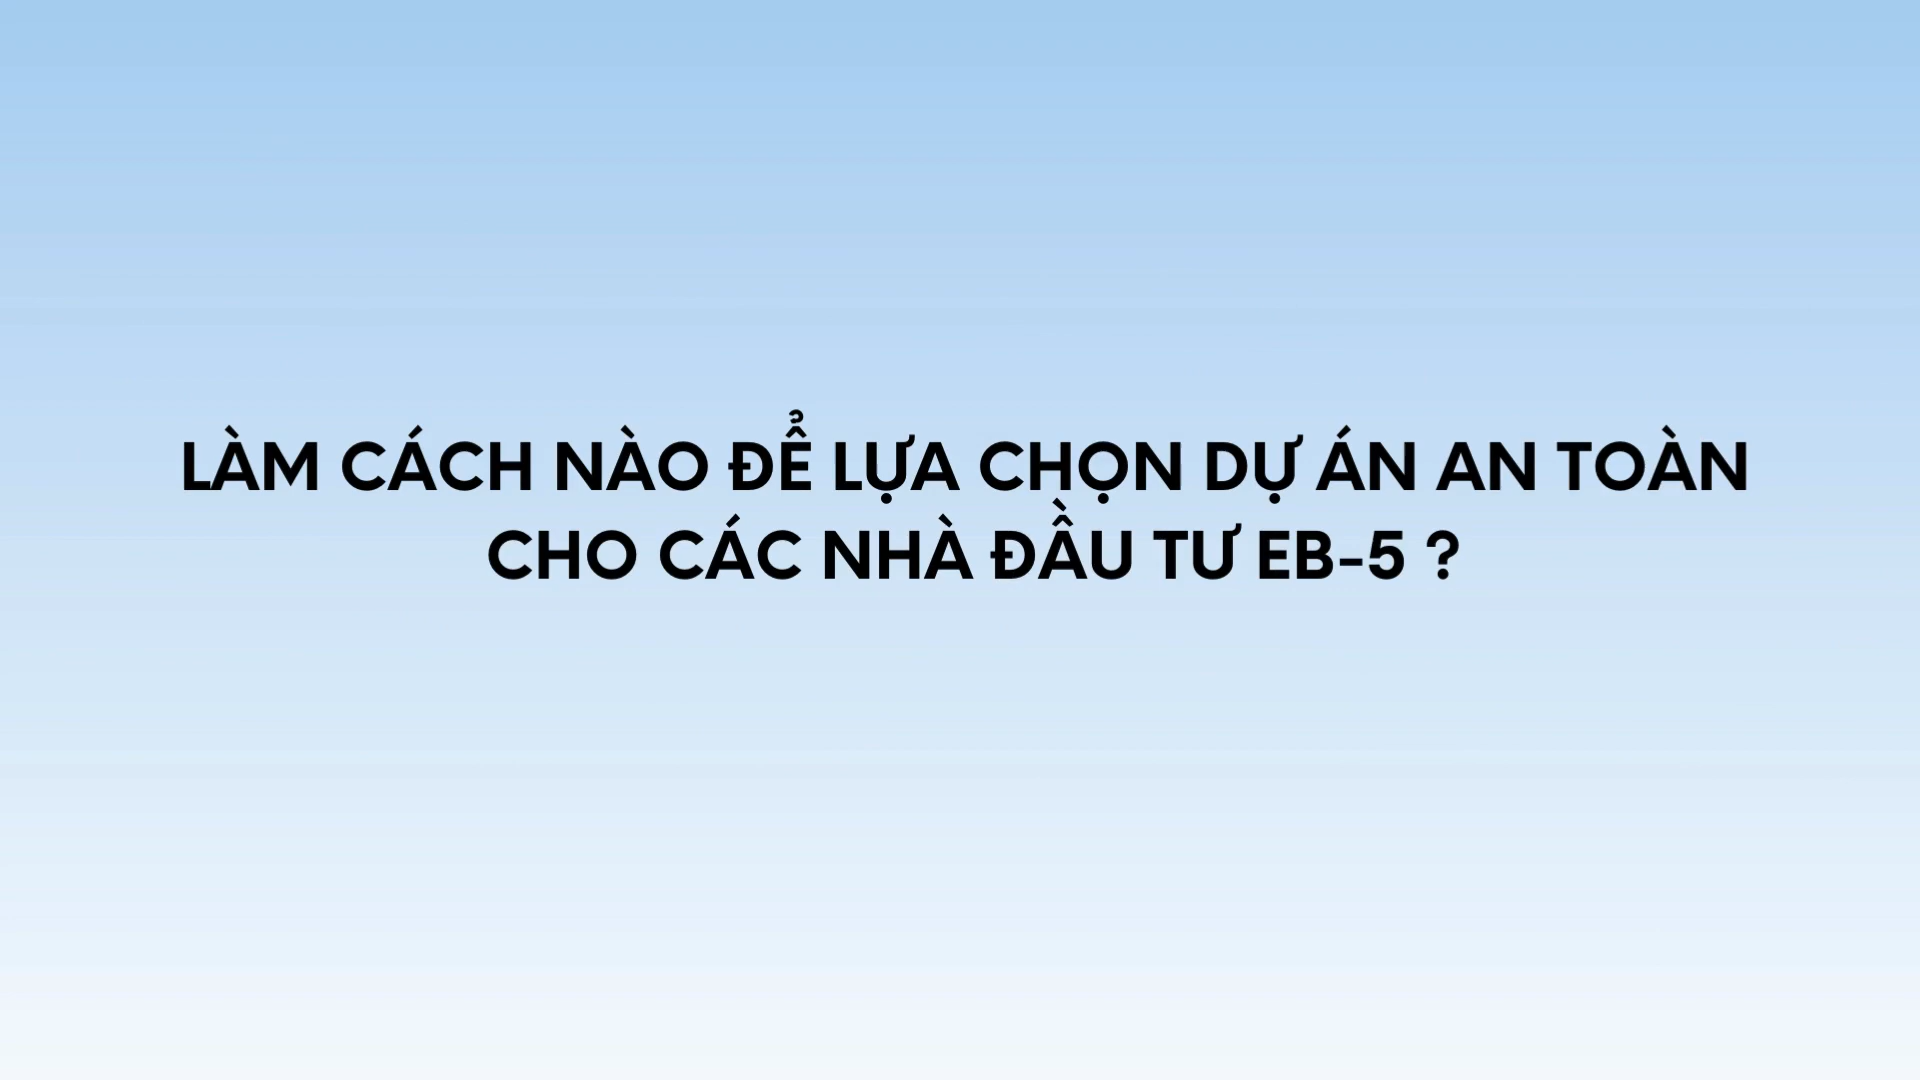 LÀM CÁCH NÀO ĐỂ LỰA CHỌN DỰ ÁN AN TOÀN
CHO CÁC NHÀ ĐẦU TƯ EB-5 ?